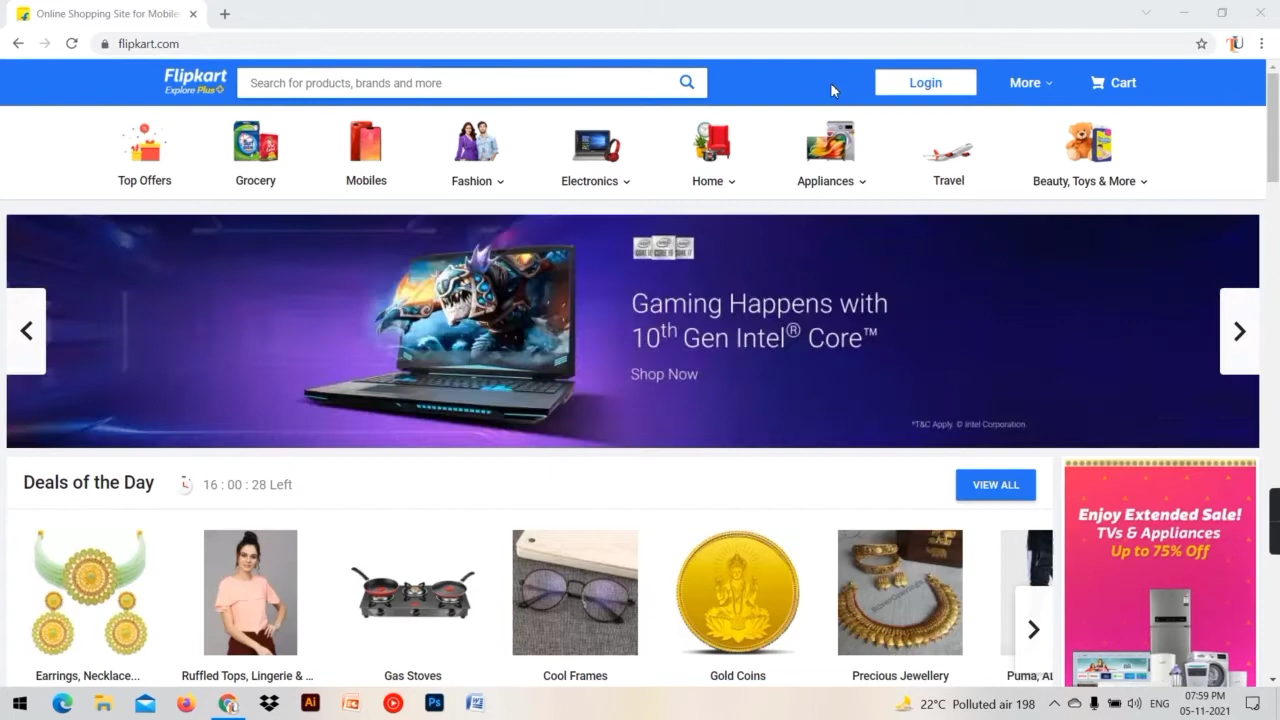 Online Shopping Site for Mobile
flipkart.com
Flipkart
Explore Plus
Search for products, brands and more
Login
More
Cart
Top Offers
Grocery
Mobiles
Fashion
Electronics
Home
Appliances
Travel
Beauty, Toys & More
Gaming Happens with
10th Gen Intel® Core™
Shop Now
*T&C Apply. © Intel Corporation
Deals of the Day
16 : 00 : 28 Left
VIEW ALL
Enjoy Extended Sale!
TVs & Appliances
Up to 75% Off
Earrings, Necklace...
Ruffled Tops, Lingerie & ...
Gas Stoves
Cool Frames
Gold Coins
Precious Jewellery
Puma, AL
22°C Polluted air 198
ENG
07:59 PM
05-11-2021